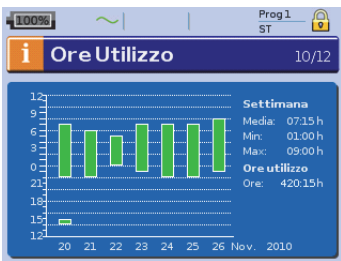 100% Prog1
ST
i Ore Utilizzo 10/12
12
9
6
3
0
21
18
15
12
Settimana
Media: 07:15 h
Min: 01:00 h
Max: 09:00 h
Ore utilizzo
Ore: 420:15 h
20 21 22 23 24 25 26 Nov. 2010